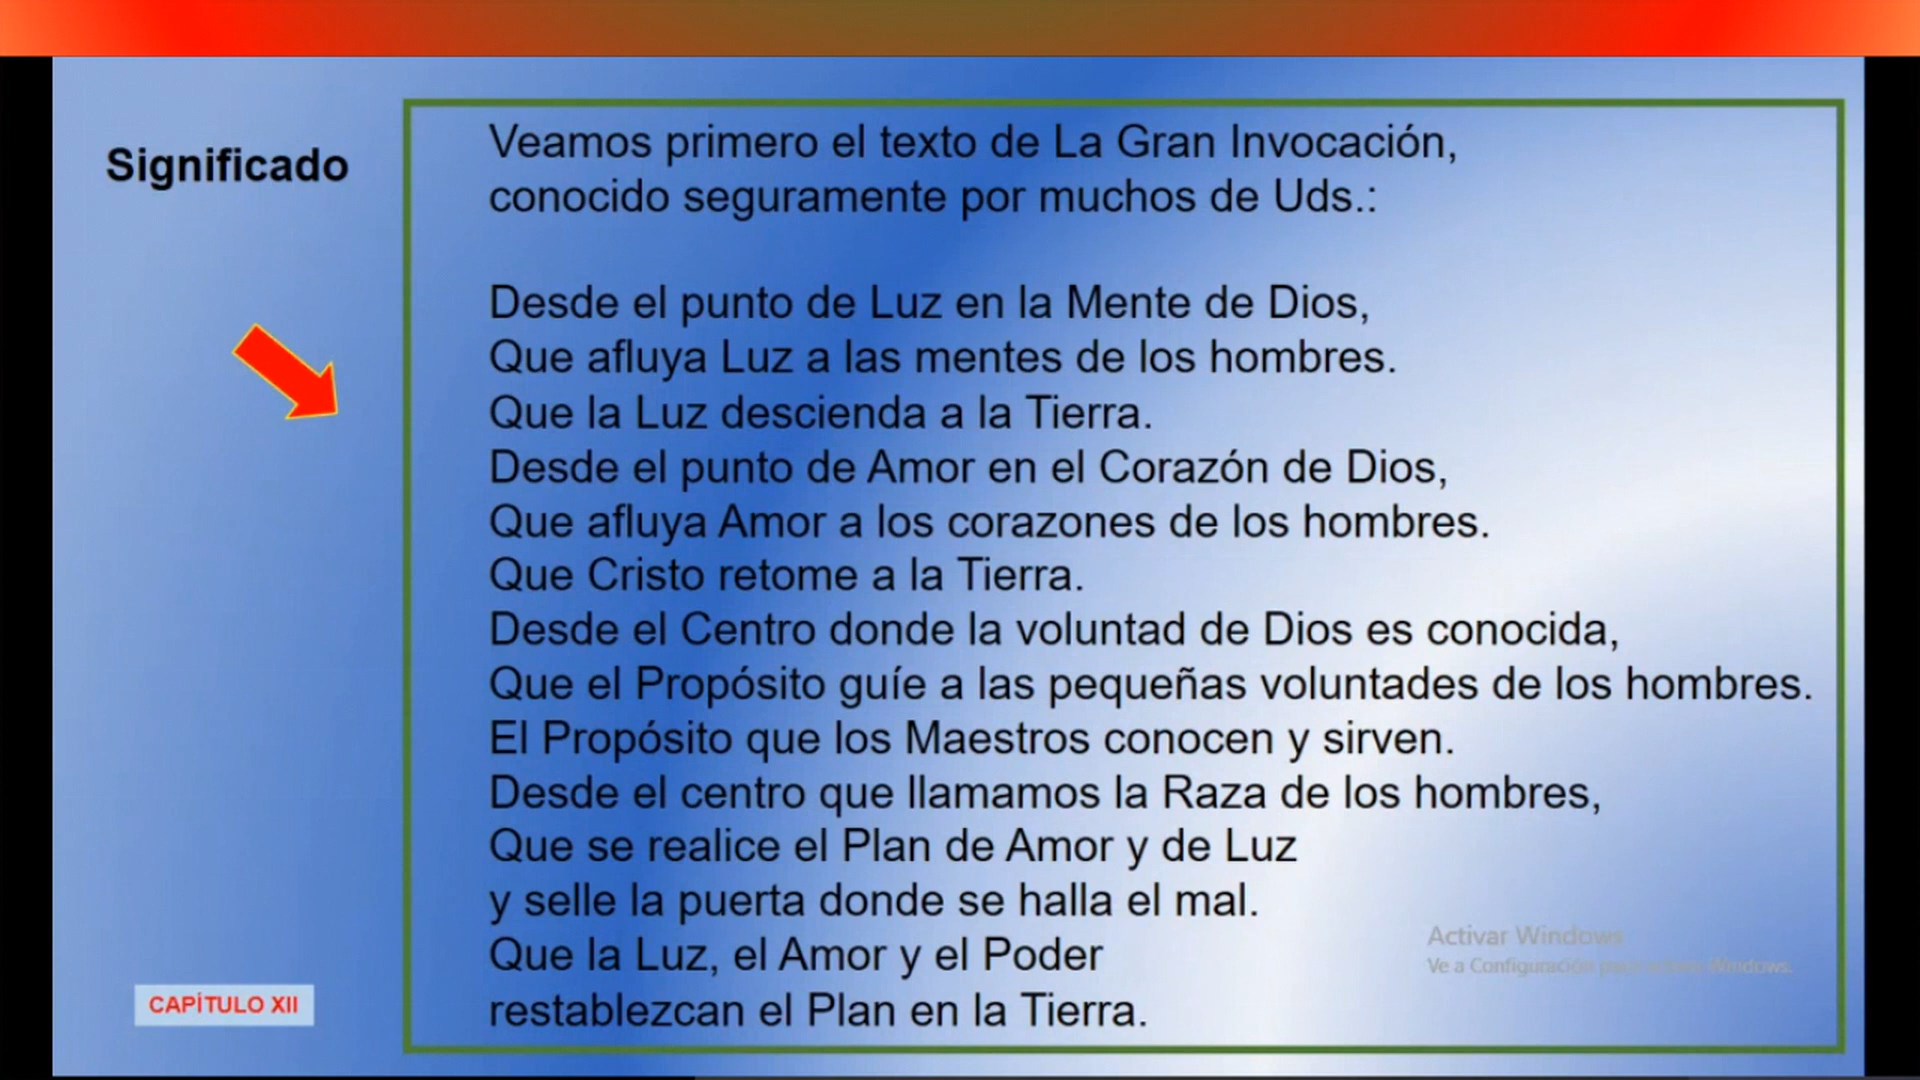 Significado
Veamos primero el texto de La Gran Invocación,
conocido seguramente por muchos de Uds.:
Desde el punto de Luz en la Mente de Dios,
Que afluya Luz a las mentes de los hombres.
Que la Luz descienda a la Tierra.
Desde el punto de Amor en el Corazón de Dios,
Que afluya Amor a los corazones de los hombres.
Que Cristo retome a la Tierra.
Desde el Centro donde la voluntad de Dios es conocida,
Que el Propósito guíe a las pequeñas voluntades de los hombres.
El Propósito que los Maestros conocen y sirven.
Desde el centro que llamamos la Raza de los hombres,
Que se realice el Plan de Amor y de Luz
y selle la puerta donde se halla el mal.
Que la Luz, el Amor y el Poder
restablezcan el Plan en la Tierra.
CAPÍTULO XII
Activar Windows
Ve a Configuración para activar Windows.